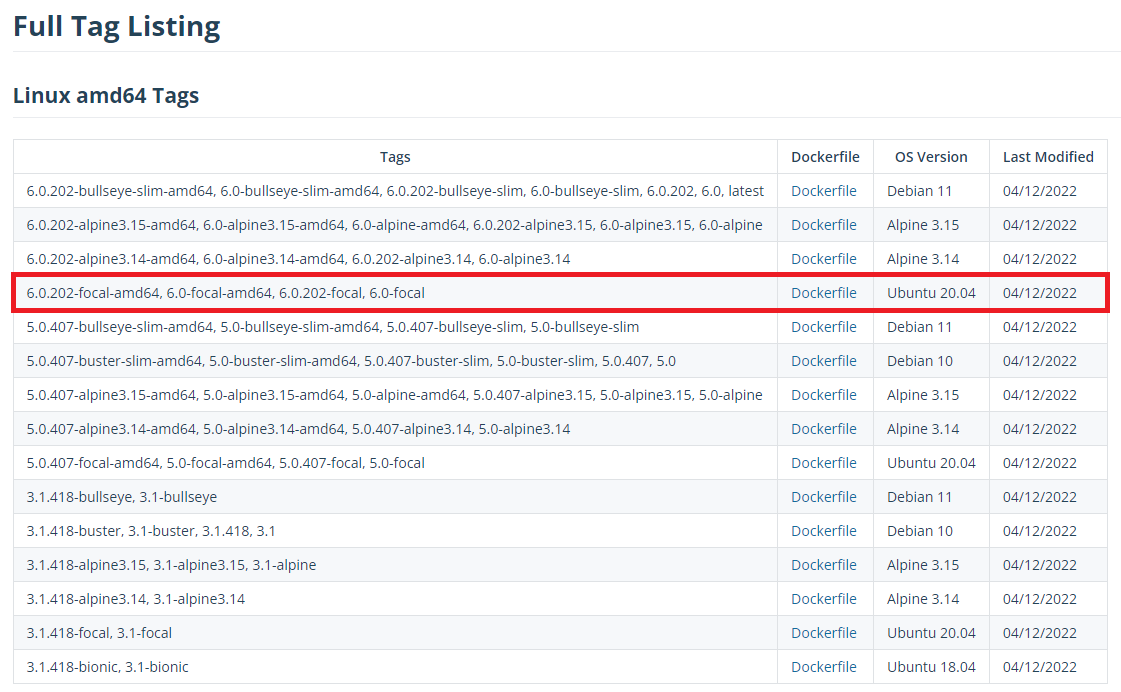 Full Tag Listing
Linux amd64 Tags
Tags Dockerfile OS Version Last Modified
6.0.202-bullseye-slim-amd64, 6.0-bullseye-slim-amd64, 6.0.202-bullseye-slim, 6.0-bullseye-slim, 6.0.202, 6.0, latest Dockerfile Debian 11 04/12/2022
6.0.202-alpine3.15-amd64, 6.0-alpine3.15-amd64, 6.0-alpine-amd64, 6.0.202-alpine3.15, 6.0-alpine3.15, 6.0-alpine Dockerfile Alpine 3.15 04/12/2022
6.0.202-alpine3.14-amd64, 6.0-alpine3.14-amd64, 6.0.202-alpine3.14, 6.0-alpine3.14 Dockerfile Alpine 3.14 04/12/2022
6.0.202-focal-amd64, 6.0-focal-amd64, 6.0.202-focal, 6.0-focal Dockerfile Ubuntu 20.04 04/12/2022
5.0.407-bullseye-slim-amd64, 5.0-bullseye-slim-amd64, 5.0.407-bullseye-slim, 5.0-bullseye-slim Dockerfile Debian 11 04/12/2022
5.0.407-buster-slim-amd64, 5.0-buster-slim-amd64, 5.0.407-buster-slim, 5.0-buster-slim, 5.0.407, 5.0 Dockerfile Debian 10 04/12/2022
5.0.407-alpine3.15-amd64, 5.0-alpine3.15-amd64, 5.0-alpine-amd64, 5.0.407-alpine3.15, 5.0-alpine3.15, 5.0-alpine Dockerfile Alpine 3.15 04/12/2022
5.0.407-alpine3.14-amd64, 5.0-alpine3.14-amd64, 5.0.407-alpine3.14, 5.0-alpine3.14 Dockerfile Alpine 3.14 04/12/2022
5.0.407-focal-amd64, 5.0-focal-amd64, 5.0.407-focal, 5.0-focal Dockerfile Ubuntu 20.04 04/12/2022
3.1.418-bullseye, 3.1-bullseye Dockerfile Debian 11 04/12/2022
3.1.418-buster, 3.1-buster, 3.1.418, 3.1 Dockerfile Debian 10 04/12/2022
3.1.418-alpine3.15, 3.1-alpine3.15, 3.1-alpine Dockerfile Alpine 3.15 04/12/2022
3.1.418-alpine3.14, 3.1-alpine3.14 Dockerfile Alpine 3.14 04/12/2022
3.1.418-focal, 3.1-focal Dockerfile Ubuntu 20.04 04/12/2022
3.1.418-bionic, 3.1-bionic Dockerfile Ubuntu 18.04 04/12/2022